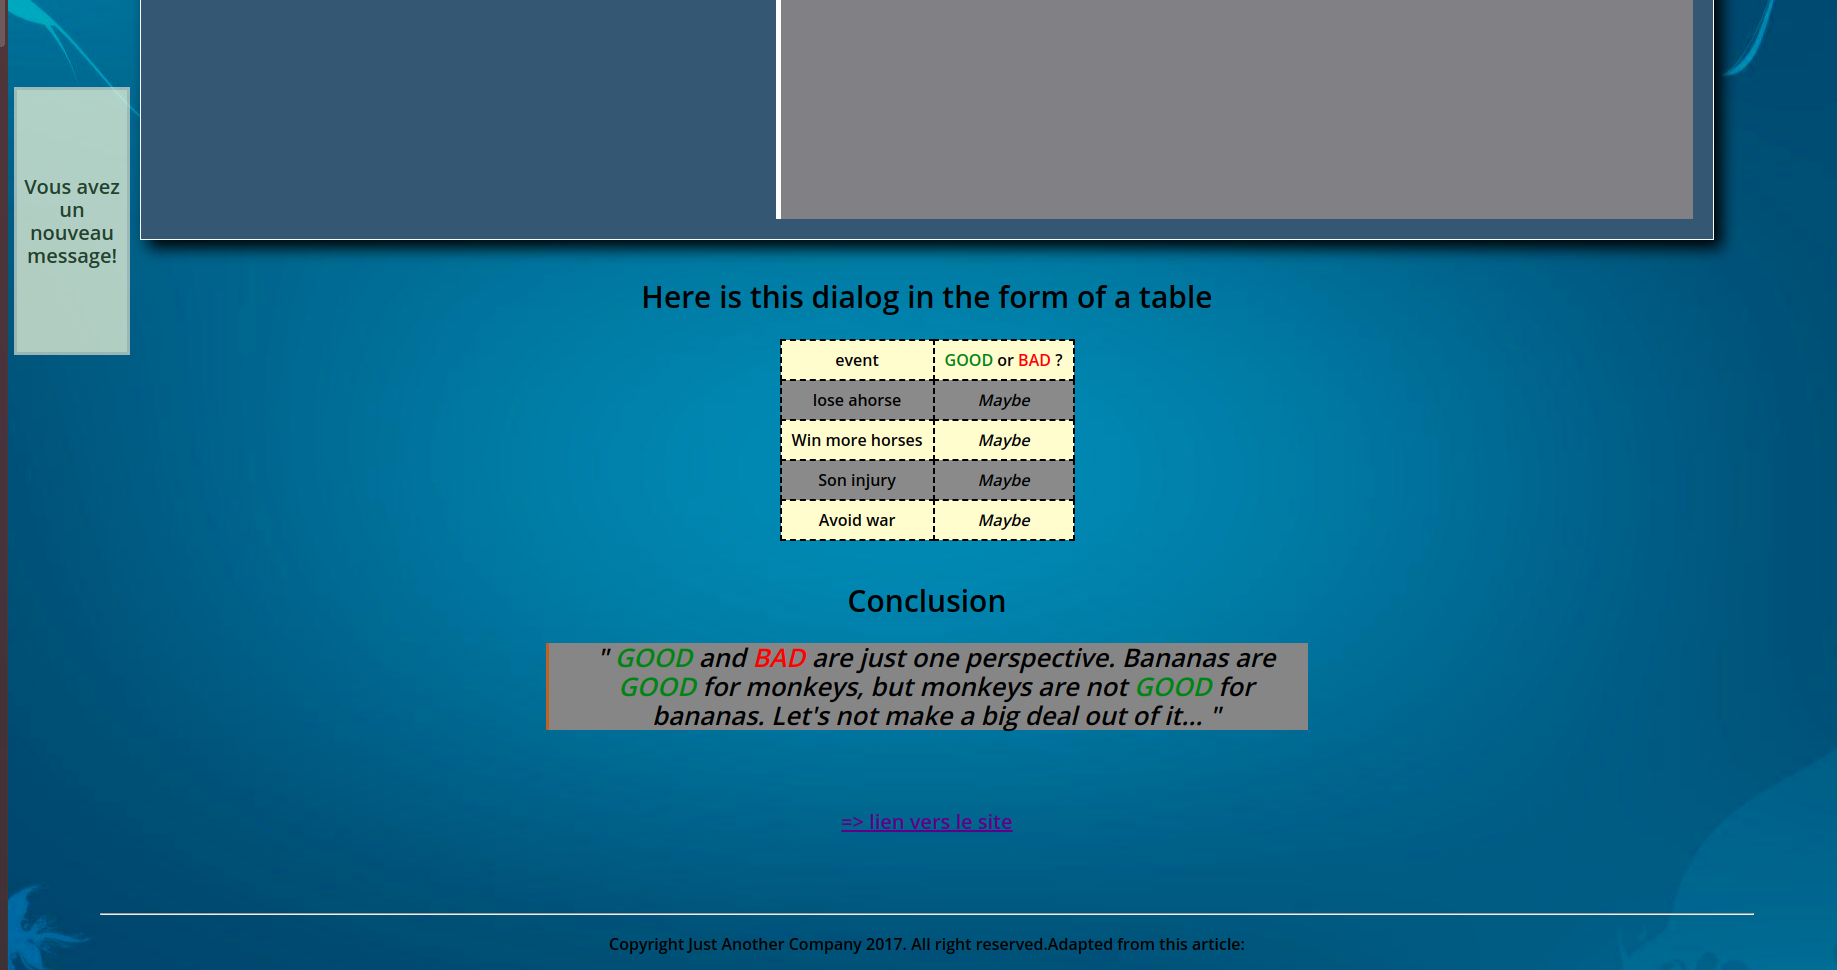 Vous avez
un
nouveau
message!
Here is this dialog in the form of a table
event GOOD or BAD ?
lose ahorse Maybe
Win more horses Maybe
Son injury Maybe
Avoid war Maybe
Conclusion
" GOOD and BAD are just one perspective. Bananas are
GOOD for monkeys, but monkeys are not GOOD for
bananas. Let's not make a big deal out of it... "
=> lien vers le site
Copyright Just Another Company 2017. All right reserved.Adapted from this article: